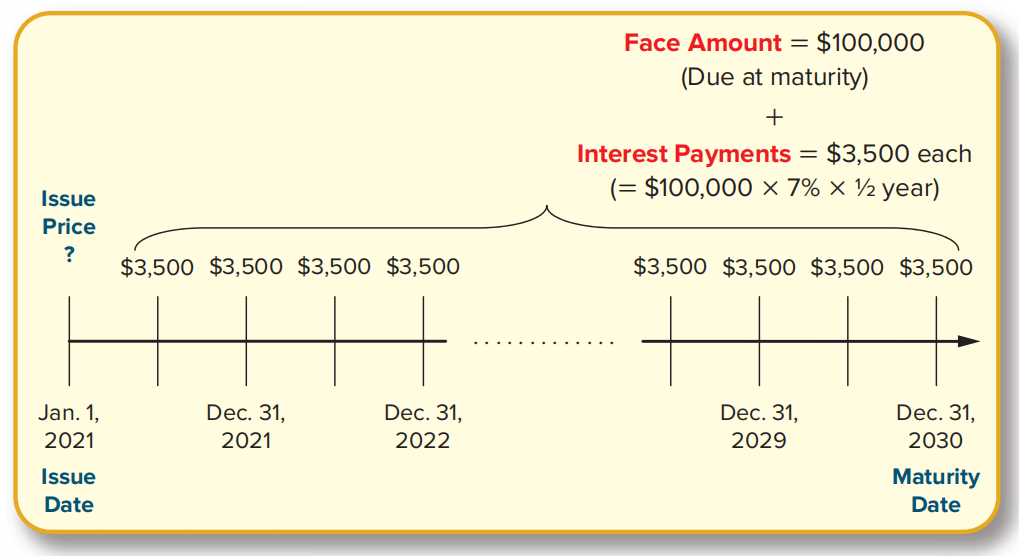 Face Amount = $100,000
(Due at maturity)
+
Interest Payments = $3,500 each
(= $100,000 × 7% × ½ year)
Issue
Price
?
$3,500 $3,500 $3,500 $3,500 $3,500 $3,500 $3,500 $3,500
.............
Jan. 1, Dec. 31, Dec. 31, Dec. 31, Dec. 31,
2021 2021 2022 2029 2030
Issue Maturity
Date Date